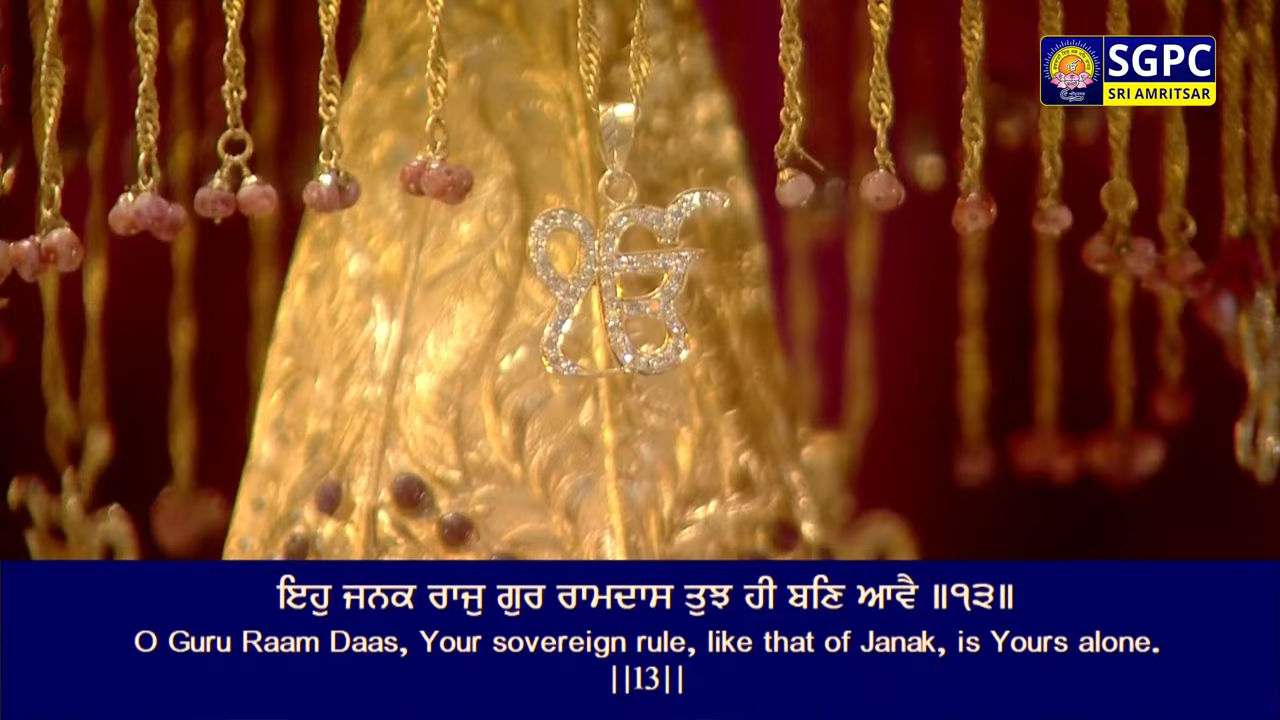 SGPC
SRI AMRITSAR
ਇਹੁ ਜਨਕ ਰਾਜੁ ਗੁਰ ਰਾਮਦਾਸ ਤੁਝ ਹੀ ਬਣਿ ਆਵੈ ॥੧੩॥
O Guru Raam Daas, Your sovereign rule, like that of Janak, is Yours alone.
||13||